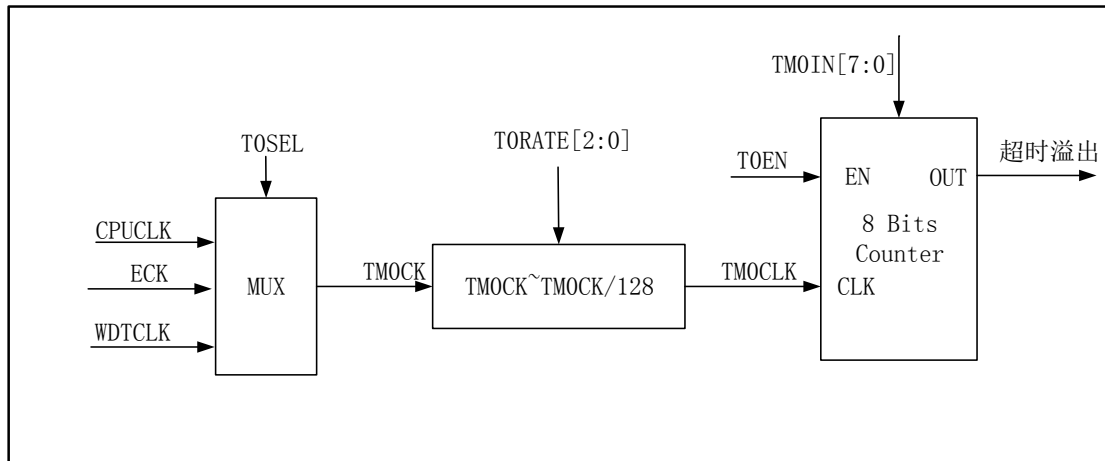 TM0IN[7:0]
T0SEL
T0RATE[2:0]
T0EN
超时溢出
EN
OUT
8 Bits
Counter
CPUCLK
ECK
WDTCLK
MUX
TM0CK
TM0CK~TM0CK/128
TM0CLK
CLK